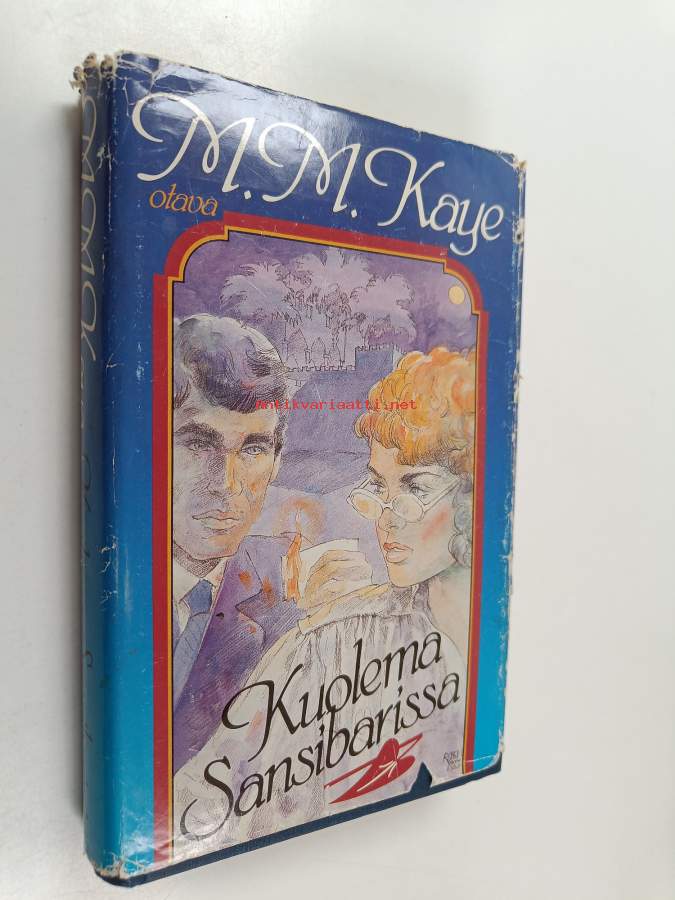 M.M. Kaye
otava
Antikvariaatti.net
Kuolema
Sansibarissa